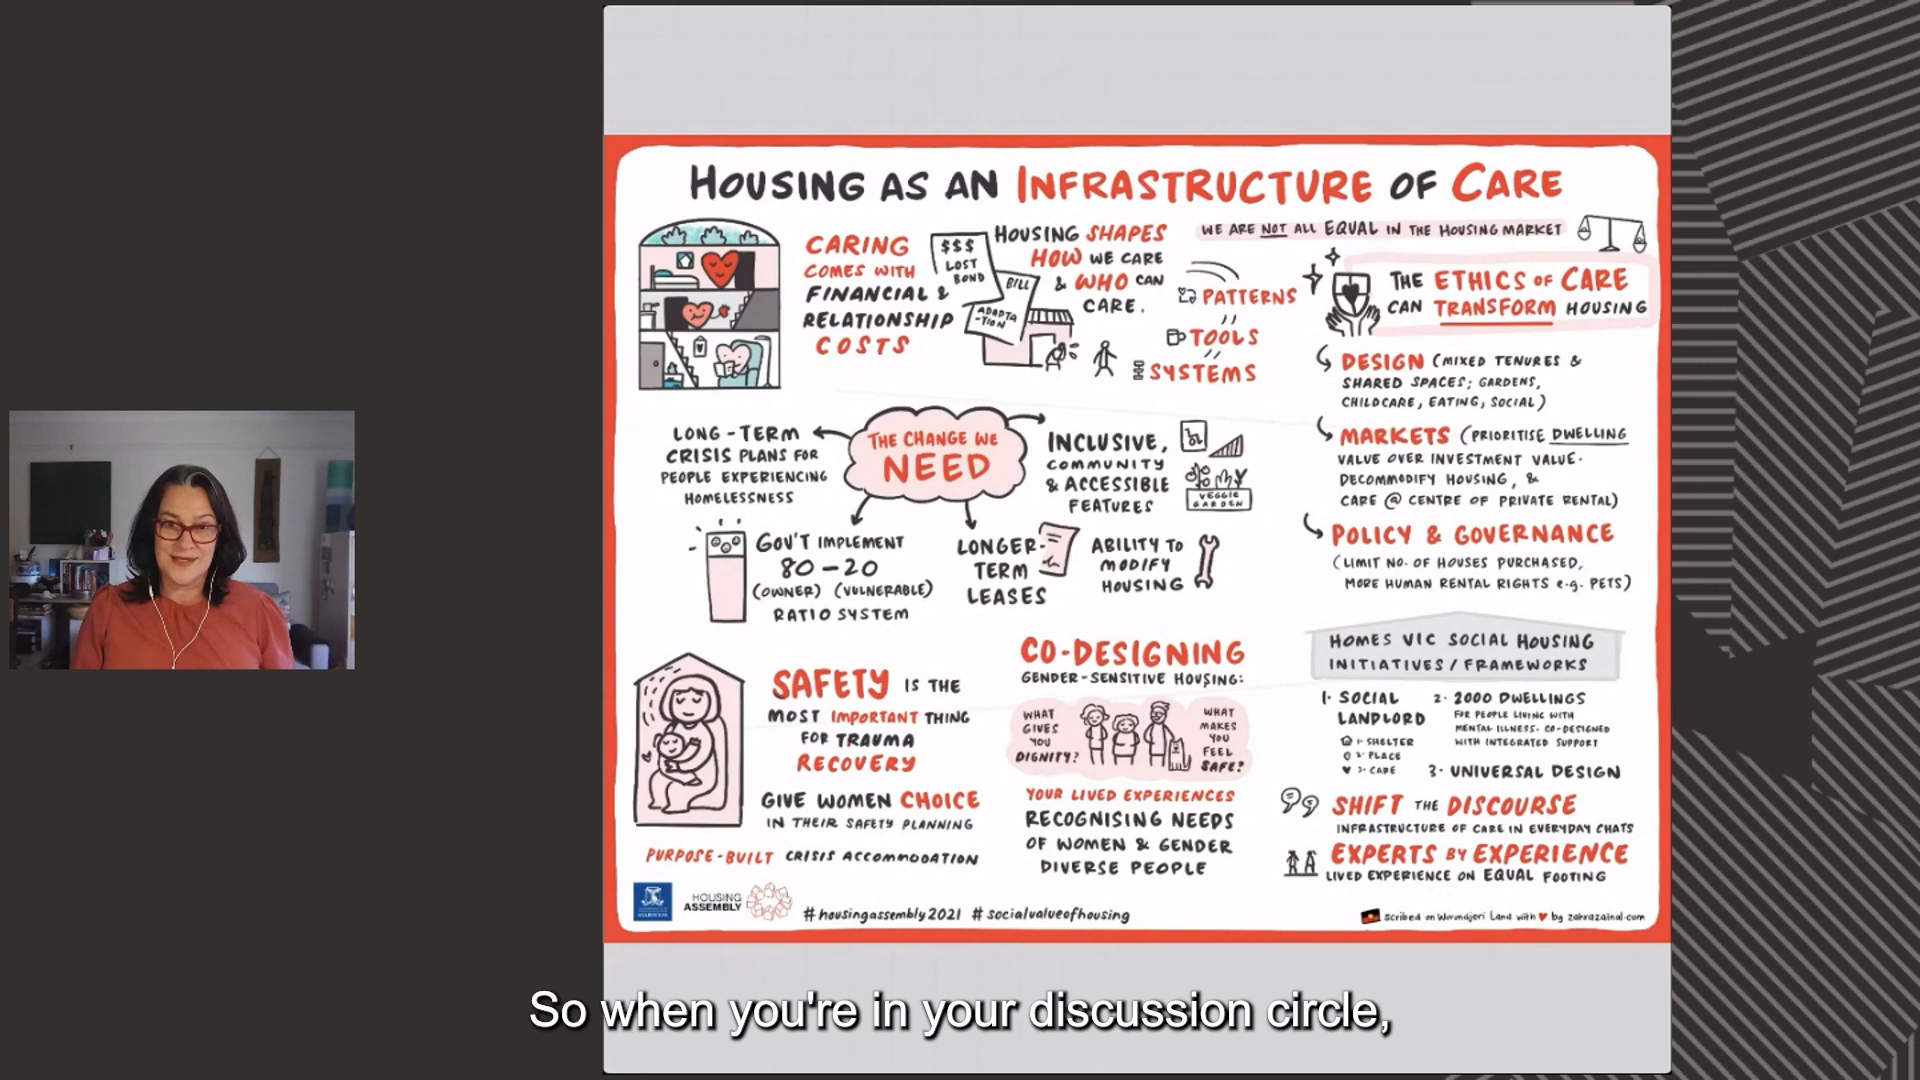 HOUSING AS AN INFRASTRUCTURE OF CARE
CARING
COMES WITH
FINANCIAL &
RELATIONSHIP
COSTS
$$$
LOST
BOND
BILL
ADAPTA
-TION
HOUSING SHAPES
HOW WE CARE
& WHO CAN
CARE.
PATTERNS
TOOLS
SYSTEMS
WE ARE NOT ALL EQUAL IN THE HOUSING MARKET
THE ETHICS OF CARE
CAN TRANSFORM HOUSING
DESIGN (MIXED TENURES &
SHARED SPACES; GARDENS,
CHILDCARE, EATING, SOCIAL)
MARKETS (PRIORITISE DWELLING
VALUE OVER INVESTMENT VALUE.
DECOMMODIFY HOUSING, &
CARE @ CENTRE OF PRIVATE RENTAL)
POLICY & GOVERNANCE
(LIMIT NO. OF HOUSES PURCHASED,
MORE HUMAN RENTAL RIGHTS e.g. PETS)
THE CHANGE WE
NEED
LONG-TERM
CRISIS PLANS FOR
PEOPLE EXPERIENCING
HOMELESSNESS
INCLUSIVE,
COMMUNITY
& ACCESSIBLE
FEATURES
VEGGIE
GARDEN
GOV'T IMPLEMENT
80-20
(OWNER) (VULNERABLE)
RATIO SYSTEM
LONGER-
TERM
LEASES
ABILITY TO
MODIFY
HOUSING
SAFETY IS THE
MOST IMPORTANT THING
FOR TRAUMA
RECOVERY
GIVE WOMEN CHOICE
IN THEIR SAFETY PLANNING
PURPOSE-BUILT CRISIS ACCOMMODATION
CO-DESIGNING
GENDER-SENSITIVE HOUSING:
WHAT
GIVES
YOU
DIGNITY?
WHAT
MAKES
YOU
FEEL
SAFE?
YOUR LIVED EXPERIENCES
RECOGNISING NEEDS
OF WOMEN & GENDER
DIVERSE PEOPLE
HOMES VIC SOCIAL HOUSING
INITIATIVES/FRAMEWORKS
1. SOCIAL
LANDLORD
1. SHELTER
2. PLACE
3. CARE
2. 2000 DWELLINGS
FOR PEOPLE LIVING WITH
MENTAL ILLNESS. CO-DESIGNED
WITH INTEGRATED SUPPORT
3. UNIVERSAL DESIGN
SHIFT THE DISCOURSE
INFRASTRUCTURE OF CARE IN EVERYDAY CHATS
EXPERTS BY EXPERIENCE
LIVED EXPERIENCE ON EQUAL FOOTING
HOUSING
ASSEMBLY
#housingassembly2021 #socialvalueofhousing
scribed on Worundjeri Land with ♥ by zahrazainal.com
So when you're in your discussion circle,